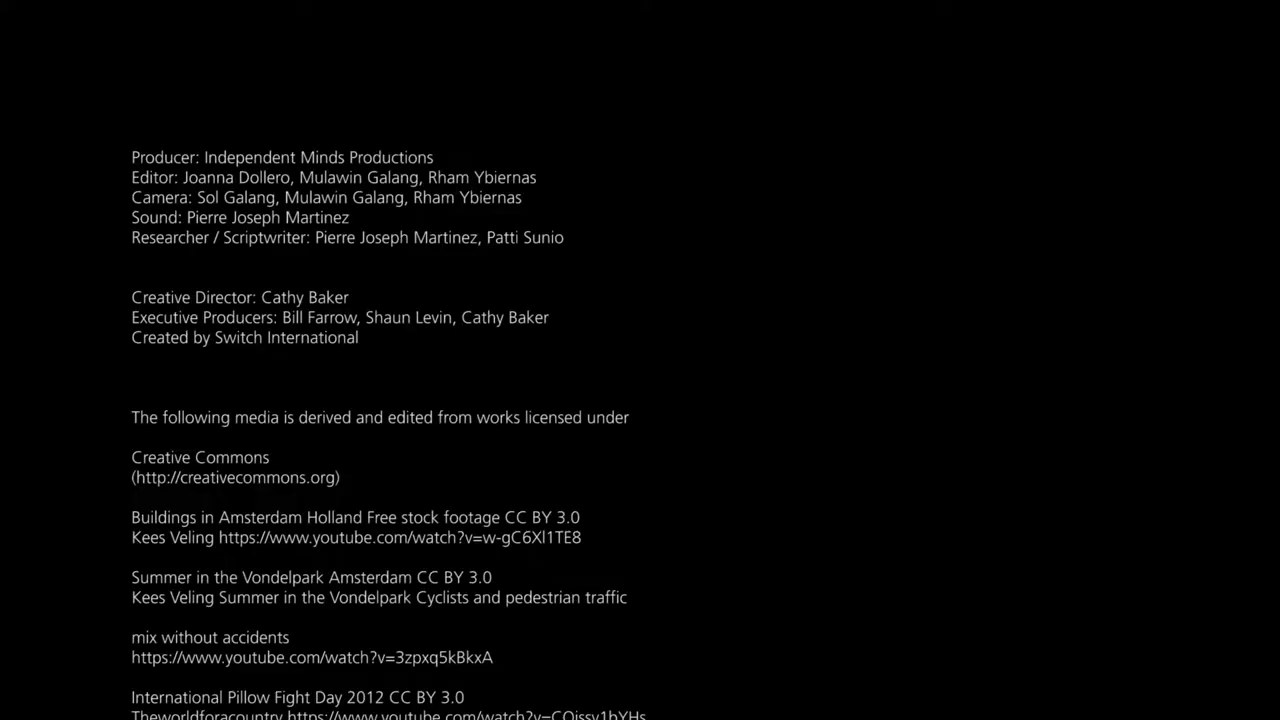 Producer: Independent Minds Productions
Editor: Joanna Dollero, Mulawin Galang, Rham Ybiernas
Camera: Sol Galang, Mulawin Galang, Rham Ybiernas
Sound: Pierre Joseph Martinez
Researcher / Scriptwriter: Pierre Joseph Martinez, Patti Sunio
Creative Director: Cathy Baker
Executive Producers: Bill Farrow, Shaun Levin, Cathy Baker
Created by Switch International
The following media is derived and edited from works licensed under
Creative Commons
(http://creativecommons.org)
Buildings in Amsterdam Holland Free stock footage CC BY 3.0
Kees Veling https://www.youtube.com/watch?v=w-gC6Xl1TE8
Summer in the Vondelpark Amsterdam CC BY 3.0
Kees Veling Summer in the Vondelpark Cyclists and pedestrian traffic
mix without accidents
https://www.youtube.com/watch?v=3zpxq5kBkxA
International Pillow Fight Day 2012 CC BY 3.0
Theworldforacountry